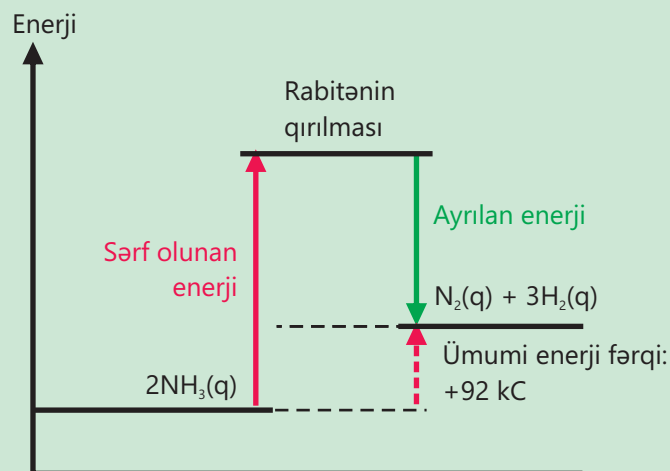 Enerji
Rabitənin
qırılması
Sərf olunan
enerji
Ayrılan enerji
N₂(q) + 3H₂(q)
Ümumi enerji fərqi:
+92 kC
2NH₃(q)